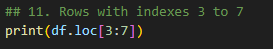 ## 11. Rows with indexes 3 to 7
print(df.loc[3:7])